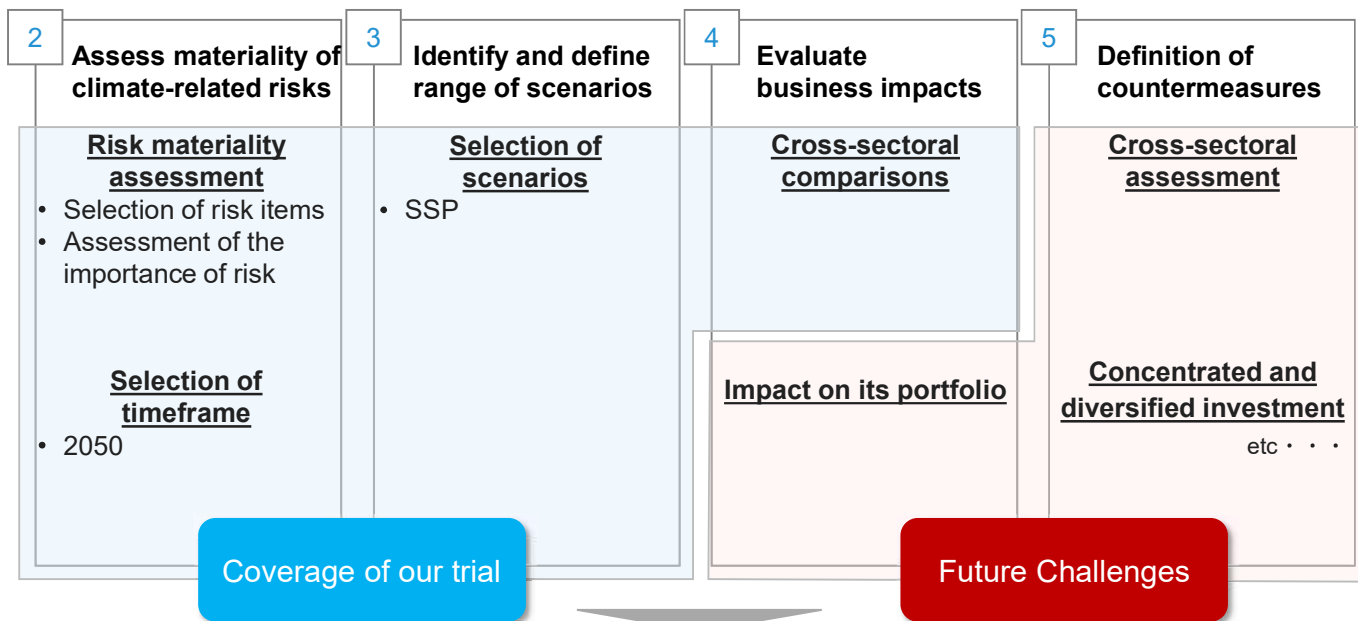 2
Assess materiality of
climate-related risks
Risk materiality
assessment
• Selection of risk items
• Assessment of the
importance of risk
Selection of
timeframe
• 2050
3
Identify and define
range of scenarios
Selection of
scenarios
• SSP
4
Evaluate
business impacts
Cross-sectoral
comparisons
Impact on its portfolio
5
Definition of
countermeasures
Cross-sectoral
assessment
Concentrated and
diversified investment
etc・・・
Coverage of our trial
Future Challenges